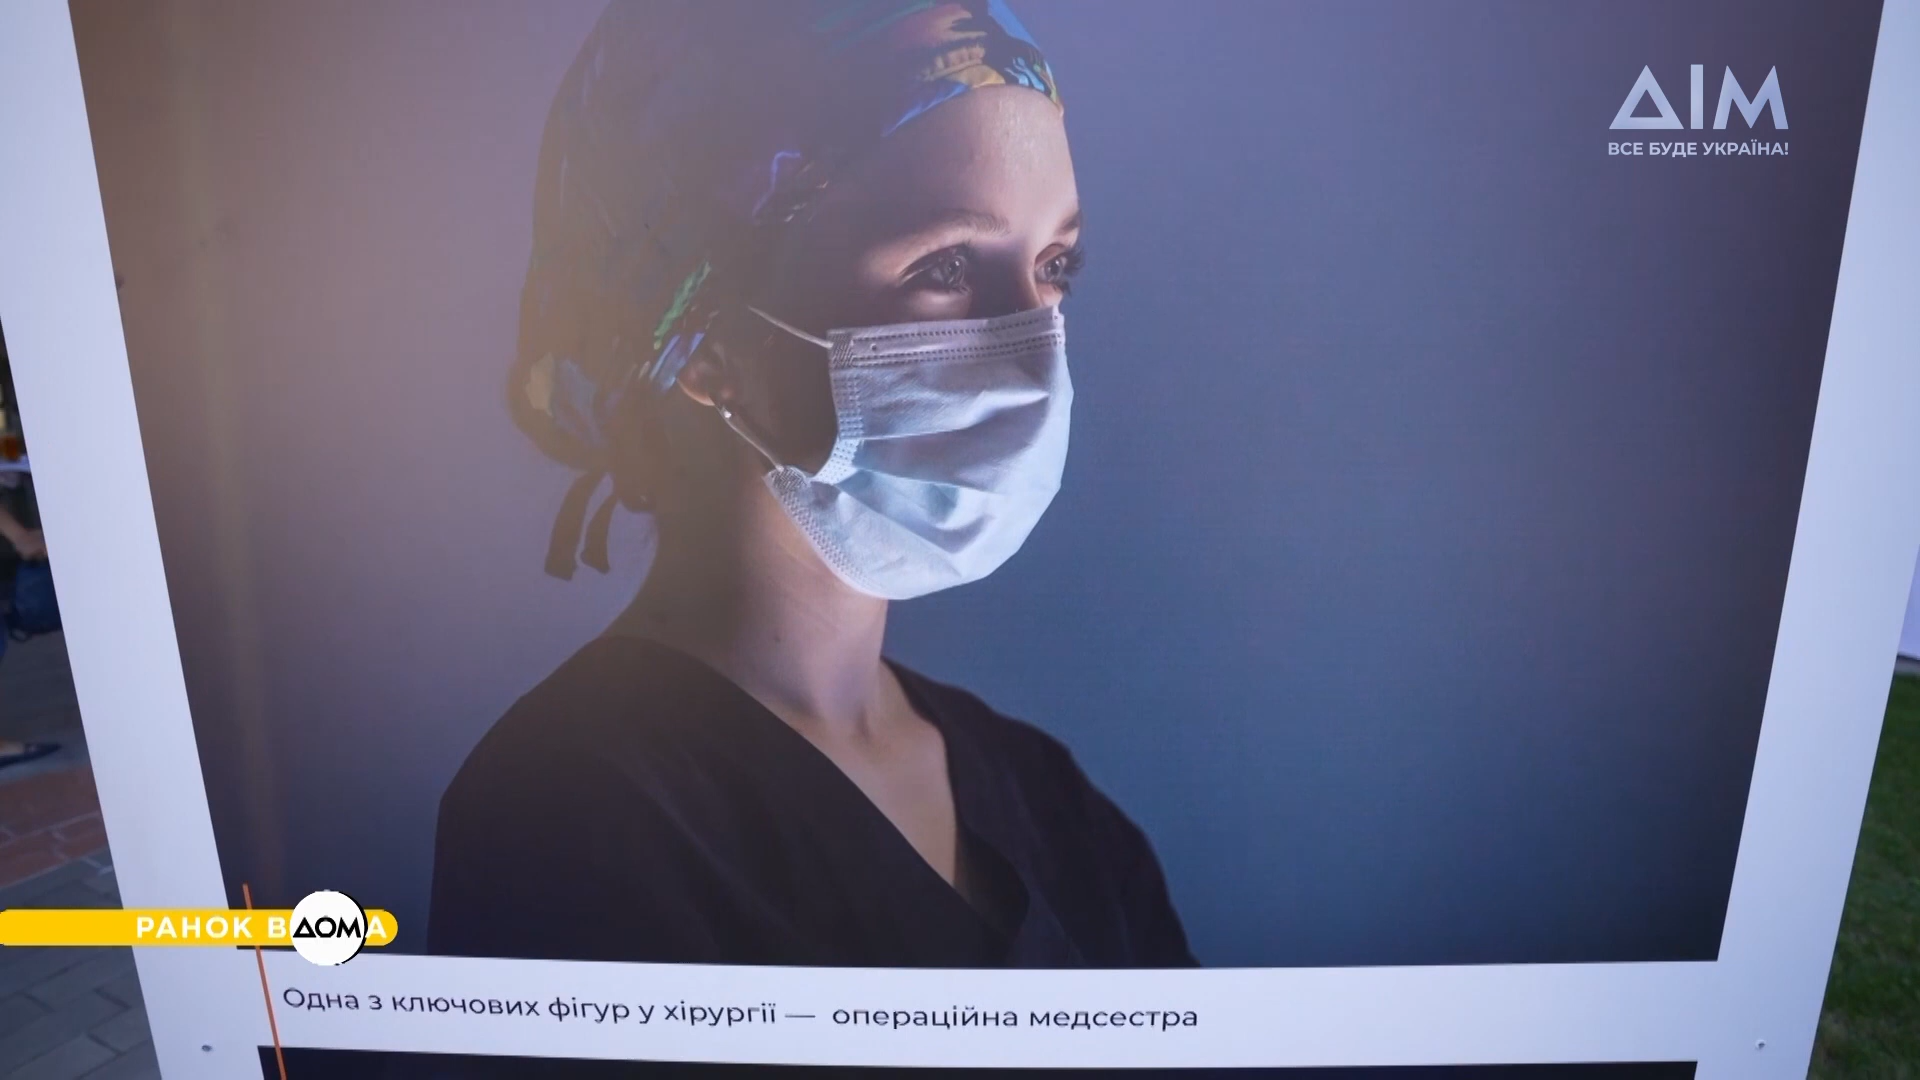 ДІМ
ВСЕ БУДЕ УКРАЇНА!
РАНОК В ДОМА
Одна з ключових фігур у хірургії — операційна медсестра